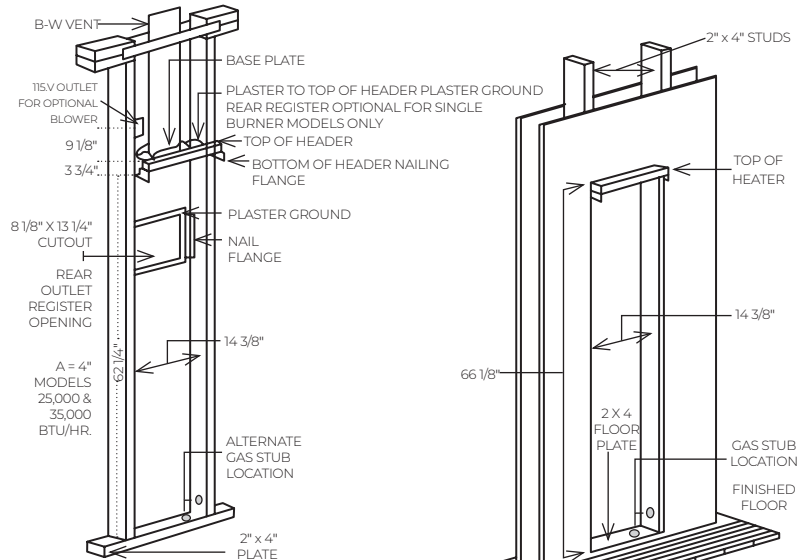 B-W VENT
BASE PLATE
115.V OUTLET
FOR OPTIONAL
BLOWER
PLASTER TO TOP OF HEADER PLASTER GROUND
REAR REGISTER OPTIONAL FOR SINGLE
BURNER MODELS ONLY
TOP OF HEADER
9 1/8"
3 3/4"
BOTTOM OF HEADER NAILING
FLANGE
PLASTER GROUND
8 1/8" X 13 1/4"
CUTOUT
NAIL
FLANGE
REAR
OUTLET
REGISTER
OPENING
14 3/8"
62 1/4"
A = 4"
MODELS
25,000 &
35,000
BTU/HR.
ALTERNATE
GAS STUB
LOCATION
2" x 4"
PLATE
2" x 4" STUDS
TOP OF
HEATER
14 3/8"
66 1/8"
2 X 4
FLOOR
PLATE
GAS STUB
LOCATION
FINISHED
FLOOR